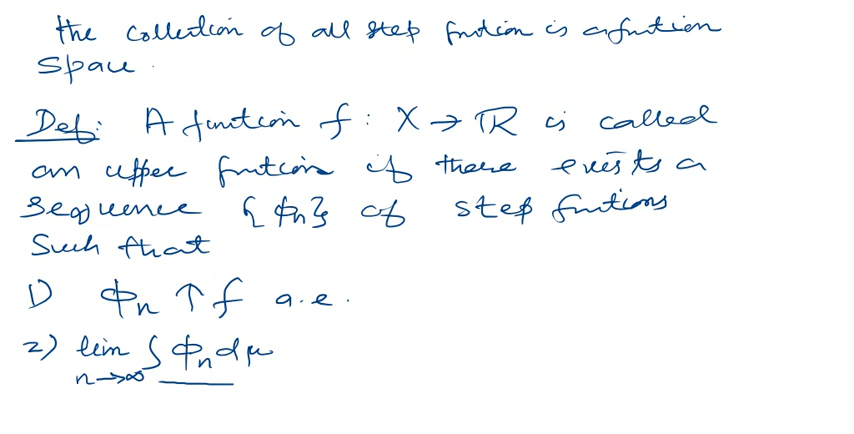 the collection of all step function is a function
space.
Def: A function f : X → ℝ is called
an upper function if there exists a
sequence {φn} of step functions
Such that
1) φn ↑ f a.e.
2) lim ∫ φn dμ
n→∞